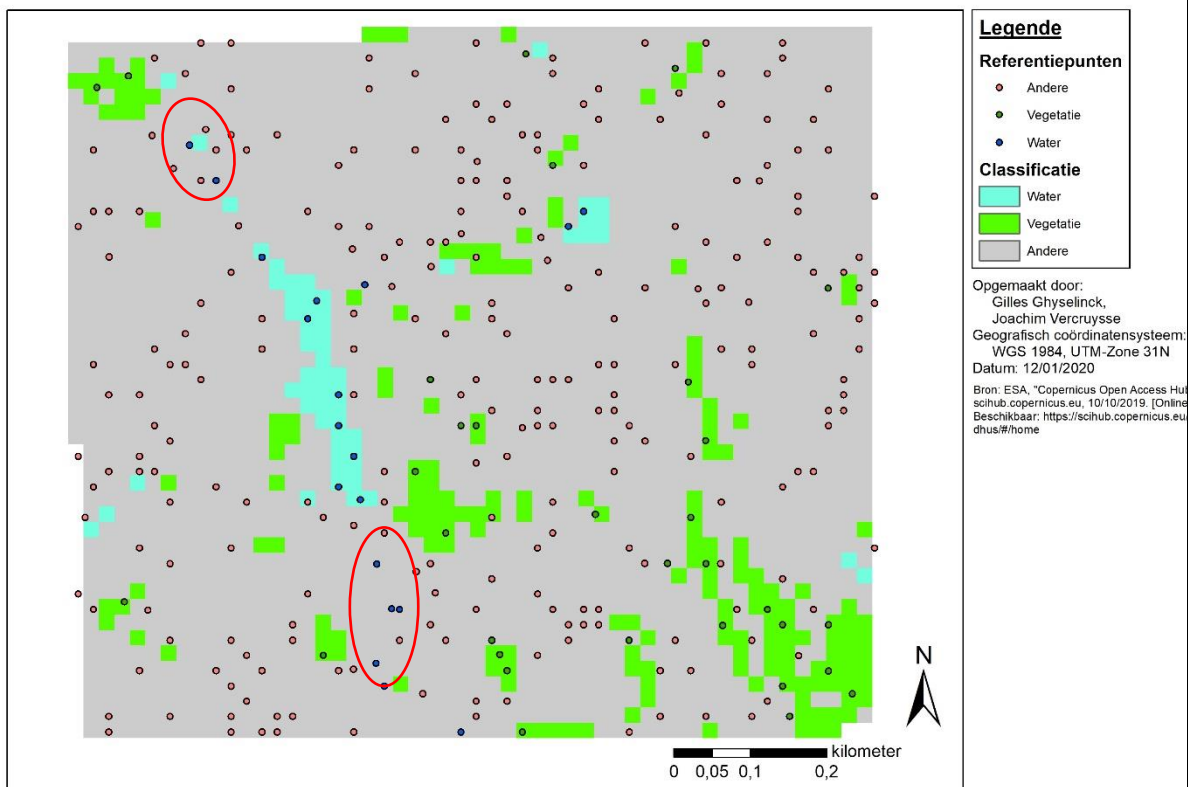 Legende
Referentiepunten
Andere
Vegetatie
Water
Classificatie
Water
Vegetatie
Andere
Opgemaakt door:
Gilles Ghyselinck,
Joachim Vercruysse
Geografisch coördinatensysteem:
WGS 1984, UTM-Zone 31N
Datum: 12/01/2020
Bron: ESA, "Copernicus Open Access Hub
scihub.copernicus.eu, 10/10/2019. [Online
Beschikbaar: https://scihub.copernicus.eu/
dhus/#/home
N
kilometer
0 0,05 0,1 0,2